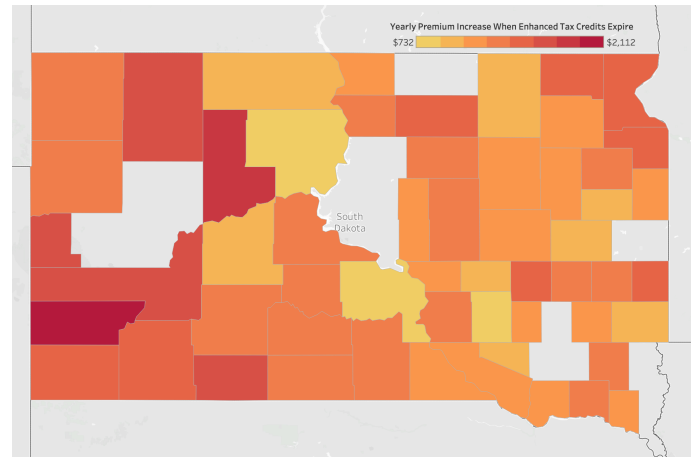 Yearly Premium Increase When Enhanced Tax Credits Expire
$732 $2,112
South
Dakota